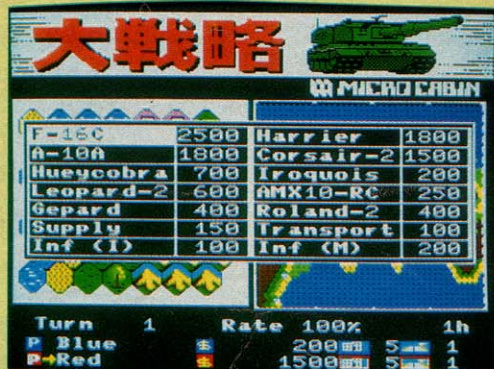 大戦略
MICRO CABIN
F-16C 2500 Harrier 1800
A-10A 1800 Corsair-2 1500
Hueycobra 700 Iroquois 200
Leopard-2 600 AMX10-RC 250
Gepard 400 Roland-2 400
Supply 150 Transport 100
Inf (I) 100 Inf (M) 200
Turn 1 Rate 100% 1h
P Blue 200 5 1
P→Red 1500 5 1